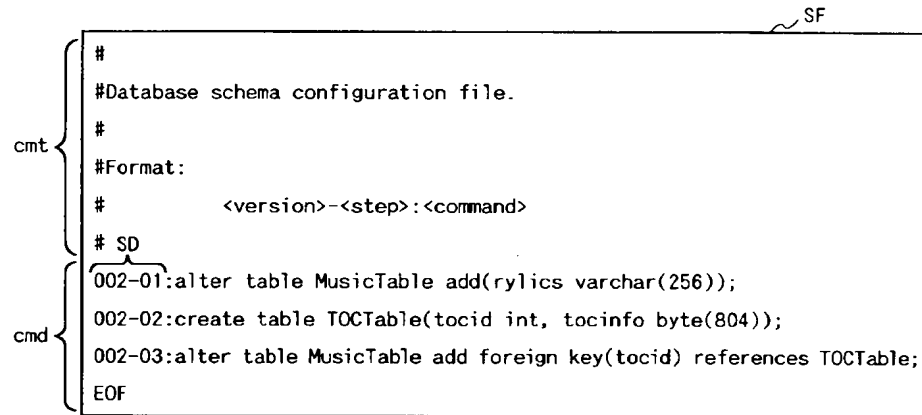 SF
#
#Database schema configuration file.
#
cmt
#Format:
# <version>-<step>:<command>
# SD
002-01:alter table MusicTable add(rylics varchar(256));
002-02:create table TOCTable(tocid int, tocinfo byte(804));
cmd
002-03:alter table MusicTable add foreign key(tocid) references TOCTable;
EOF